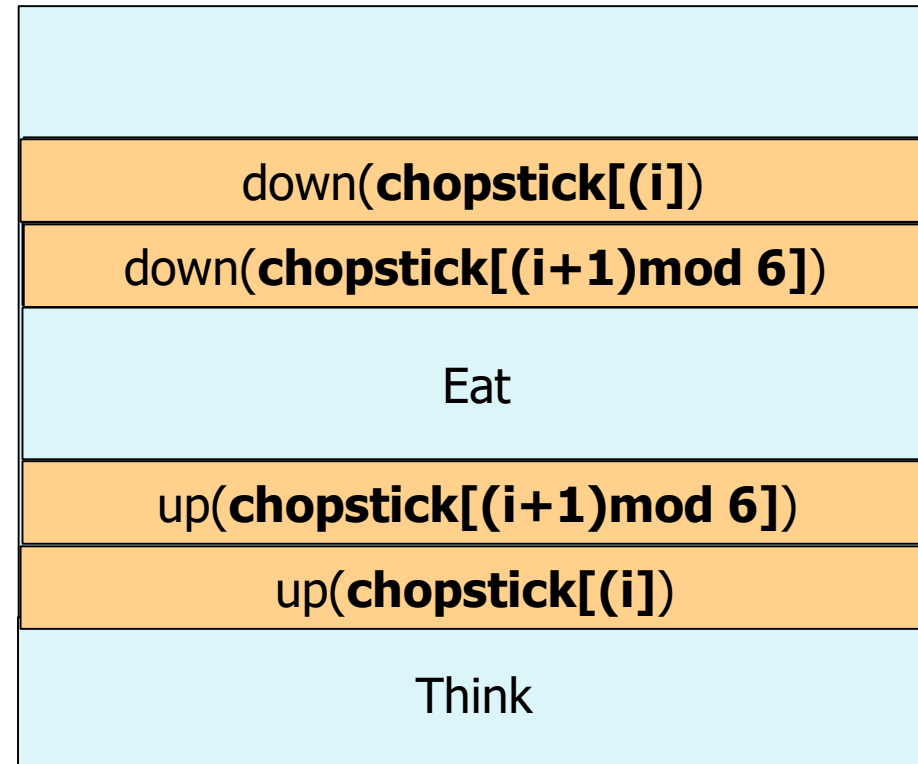 down(chopstick[(i])
down(chopstick[(i+1)mod 6])
Eat
up(chopstick[(i+1)mod 6])
up(chopstick[(i])
Think